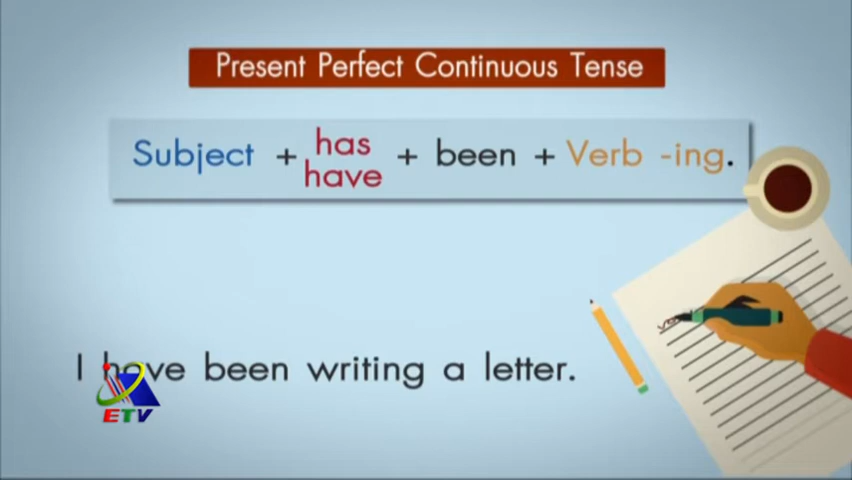 Present Perfect Continuous Tense
Subject + has have + been + Verb -ing.
I have been writing a letter.
ETV